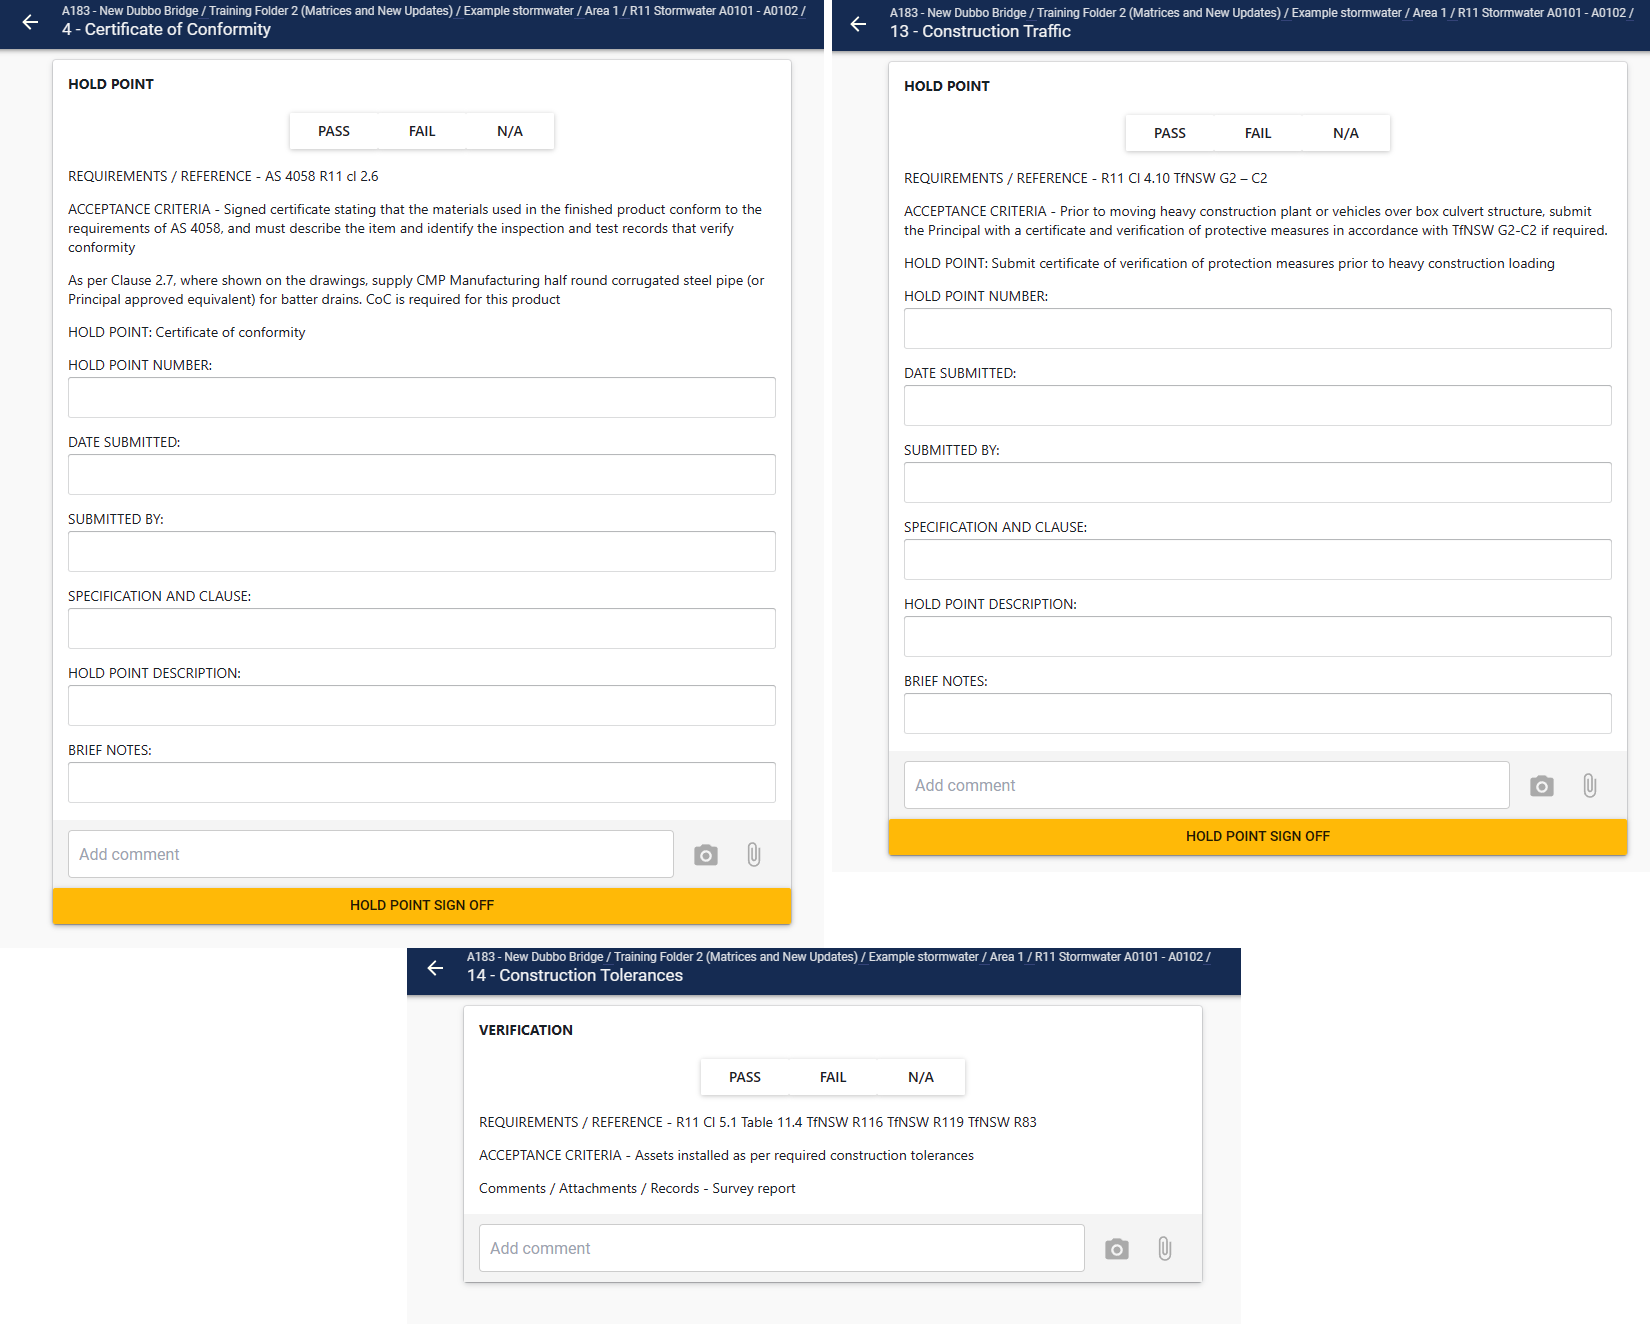 A183 - New Dubbo Bridge / Training Folder 2 (Matrices and New Updates) / Example stormwater / Area 1 / R11 Stormwater A0101 - A0102 /
4 - Certificate of Conformity
HOLD POINT
PASS FAIL N/A
REQUIREMENTS / REFERENCE - AS 4058 R11 cl 2.6
ACCEPTANCE CRITERIA - Signed certificate stating that the materials used in the finished product conform to the
requirements of AS 4058, and must describe the item and identify the inspection and test records that verify
conformity
As per Clause 2.7, where shown on the drawings, supply CMP Manufacturing half round corrugated steel pipe (or
Principal approved equivalent) for batter drains. CoC is required for this product
HOLD POINT: Certificate of conformity
HOLD POINT NUMBER:
DATE SUBMITTED:
SUBMITTED BY:
SPECIFICATION AND CLAUSE:
HOLD POINT DESCRIPTION:
BRIEF NOTES:
Add comment
HOLD POINT SIGN OFF
A183 - New Dubbo Bridge / Training Folder 2 (Matrices and New Updates) / Example stormwater / Area 1 / R11 Stormwater A0101 - A0102 /
13 - Construction Traffic
HOLD POINT
PASS FAIL N/A
REQUIREMENTS / REFERENCE - R11 Cl 4.10 TfNSW G2 – C2
ACCEPTANCE CRITERIA - Prior to moving heavy construction plant or vehicles over box culvert structure, submit
the Principal with a certificate and verification of protective measures in accordance with TfNSW G2-C2 if required.
HOLD POINT: Submit certificate of verification of protection measures prior to heavy construction loading
HOLD POINT NUMBER:
DATE SUBMITTED:
SUBMITTED BY:
SPECIFICATION AND CLAUSE:
HOLD POINT DESCRIPTION:
BRIEF NOTES:
Add comment
HOLD POINT SIGN OFF
A183 - New Dubbo Bridge / Training Folder 2 (Matrices and New Updates) / Example stormwater / Area 1 / R11 Stormwater A0101 - A0102 /
14 - Construction Tolerances
VERIFICATION
PASS FAIL N/A
REQUIREMENTS / REFERENCE - R11 Cl 5.1 Table 11.4 TfNSW R116 TfNSW R119 TfNSW R83
ACCEPTANCE CRITERIA - Assets installed as per required construction tolerances
Comments / Attachments / Records - Survey report
Add comment